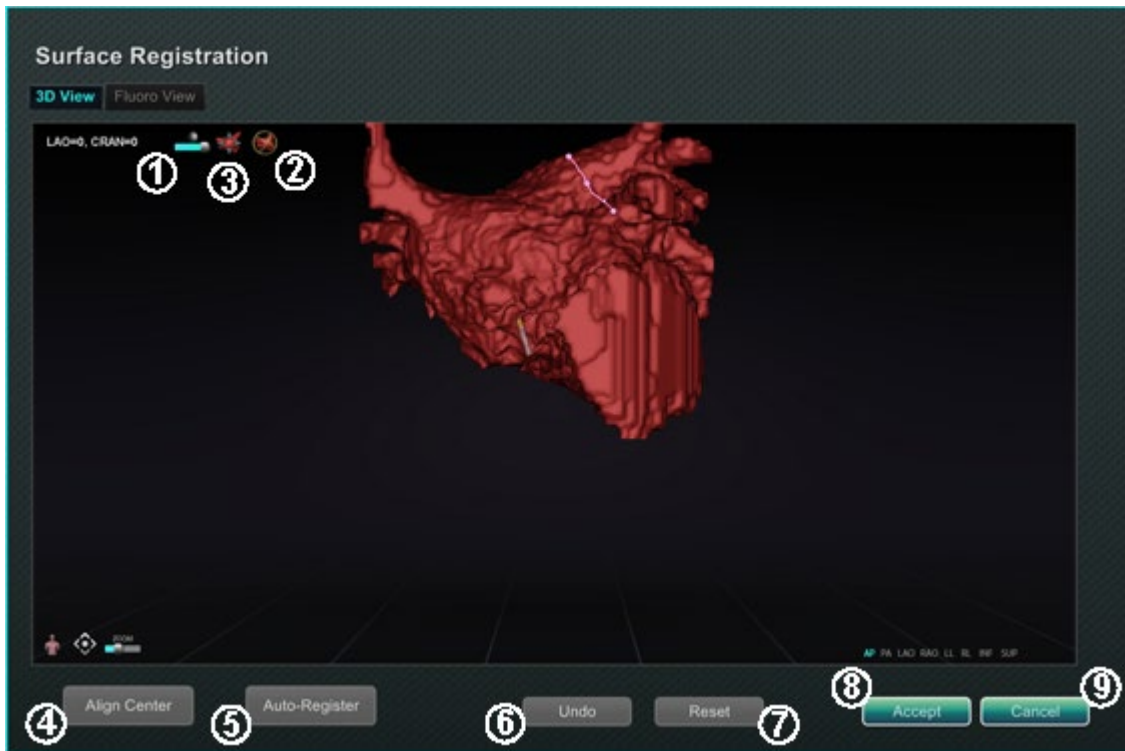 Surface Registration
3D View Fluoro View
LAO=0, CRAN=0
① ③ ②
ZOOM
AP PA LAO RAO LL RL INF SUP
④ Align Center ⑤ Auto-Register ⑥ Undo Reset ⑦ ⑧ Accept Cancel ⑨